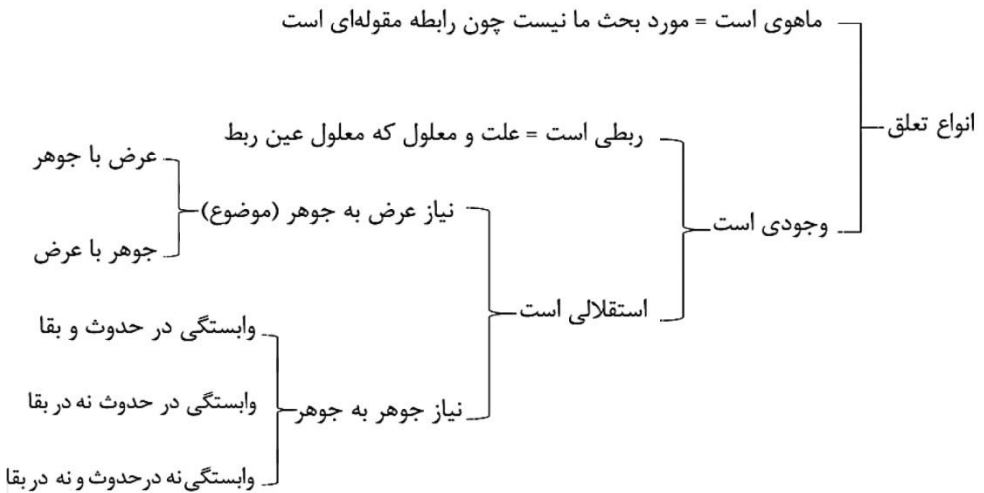 انواع تعلق
ماهوی است = مورد بحث ما نیست چون رابطه مقوله‌ای است
وجودی است
ربطی است = علت و معلول که معلول عین ربط
استقلالی است
نیاز عرض به جوهر (موضوع)
عرض با جوهر
جوهر با عرض
نیاز جوهر به جوهر
وابستگی در حدوث و بقا
وابستگی در حدوث نه در بقا
وابستگی نه در حدوث و نه در بقا